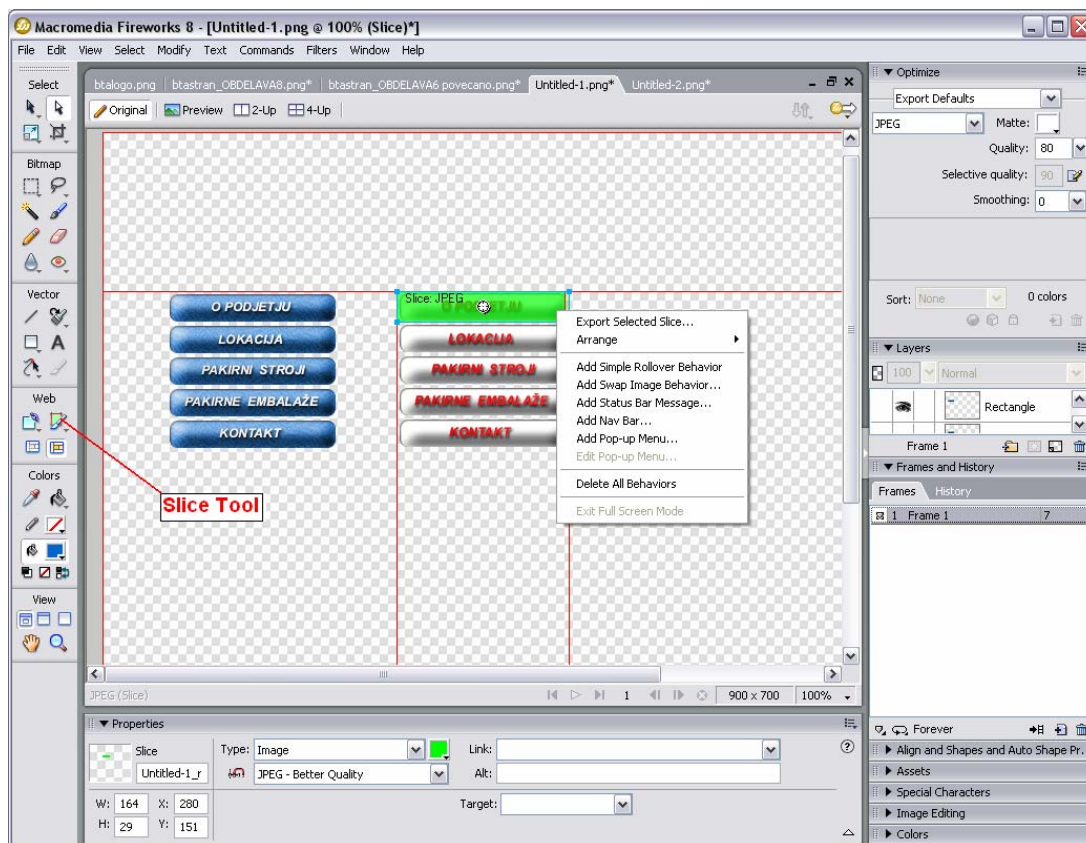 Macromedia Fireworks 8 - [Untitled-1.png @ 100% (Slice)*]
File Edit View Select Modify Text Commands Filters Window Help
Select
btalogo.png btastran_OBDELAVA8.png* btastran_OBDELAVA6 povecano.png* Untitled-1.png* Untitled-2.png*
Original Preview 2-Up 4-Up
Bitmap
Vector
Web
Colors
View
Slice: JPEG
O PODJETJU
LOKACIJA
PAKIRNI STROJI
PAKIRNE EMBALAŽE
KONTAKT
O PODJETJU
LOKACIJA
PAKIRNI STROJI
PAKIRNE EMBALAŽE
KONTAKT
Export Selected Slice...
Arrange
Add Simple Rollover Behavior
Add Swap Image Behavior...
Add Status Bar Message...
Add Nav Bar...
Add Pop-up Menu...
Edit Pop-up Menu...
Delete All Behaviors
Exit Full Screen Mode
Slice Tool
JPEG (Slice) 1 900 x 700 100%
Properties
Slice Type: Image Link:
Untitled-1_r JPEG - Better Quality Alt:
W: 164 X: 280 Target:
H: 29 Y: 151
Optimize
Export Defaults
JPEG Matte:
Quality: 80
Selective quality: 90
Smoothing: 0
Sort: None 0 colors
Layers
100 Normal
Rectangle
Frame 1
Frames and History
Frames History
1 Frame 1 7
Forever
Align and Shapes and Auto Shape Pr.
Assets
Special Characters
Image Editing
Colors